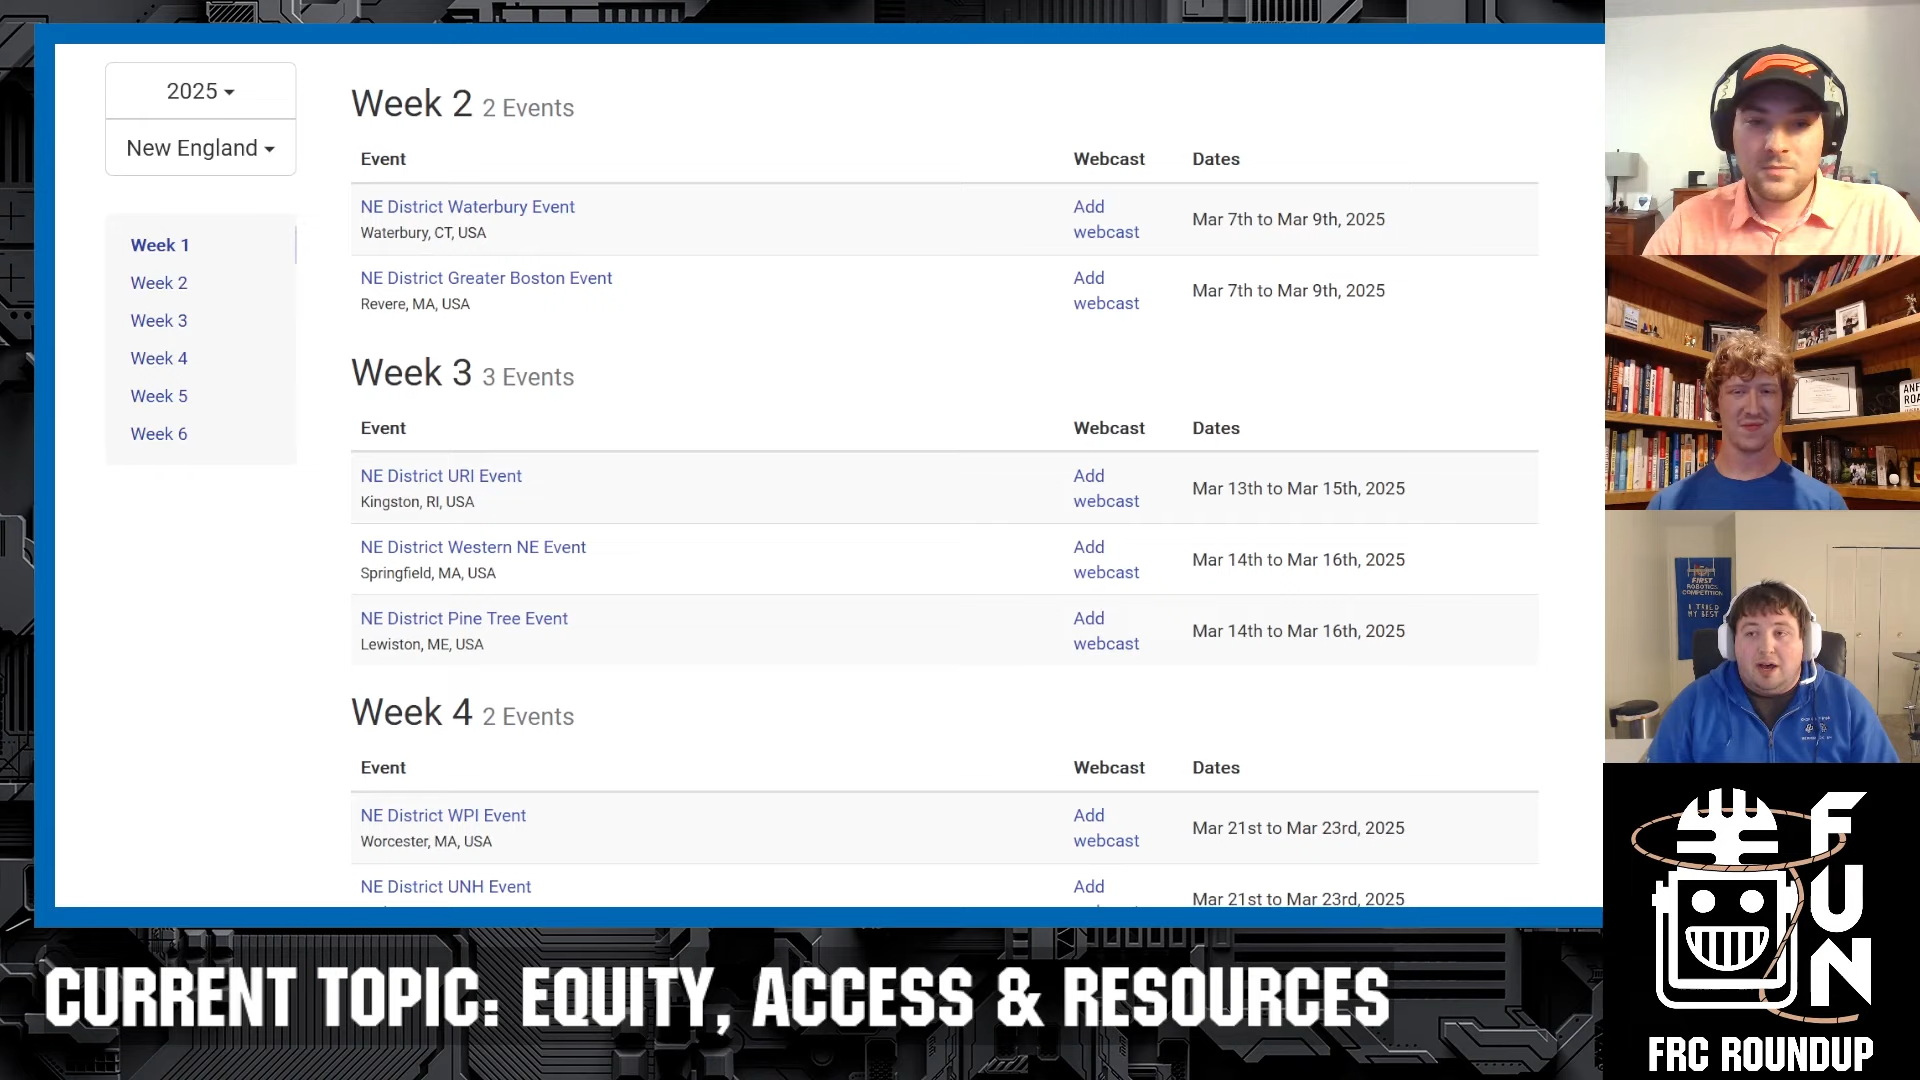 2025
New England
Week 1
Week 2
Week 3
Week 4
Week 5
Week 6
Week 2 2 Events
Event Webcast Dates
NE District Waterbury Event
Waterbury, CT, USA
Add webcast
Mar 7th to Mar 9th, 2025
NE District Greater Boston Event
Revere, MA, USA
Add webcast
Mar 7th to Mar 9th, 2025
Week 3 3 Events
Event Webcast Dates
NE District URI Event
Kingston, RI, USA
Add webcast
Mar 13th to Mar 15th, 2025
NE District Western NE Event
Springfield, MA, USA
Add webcast
Mar 14th to Mar 16th, 2025
NE District Pine Tree Event
Lewiston, ME, USA
Add webcast
Mar 14th to Mar 16th, 2025
Week 4 2 Events
Event Webcast Dates
NE District WPI Event
Worcester, MA, USA
Add webcast
Mar 21st to Mar 23rd, 2025
NE District UNH Event
Add
Mar 21st to Mar 23rd, 2025
FIRST
ROBOTICS
COMPETITION
I TRIED
MY BEST
FUN
FRC ROUNDUP
CURRENT TOPIC: EQUITY, ACCESS & RESOURCES